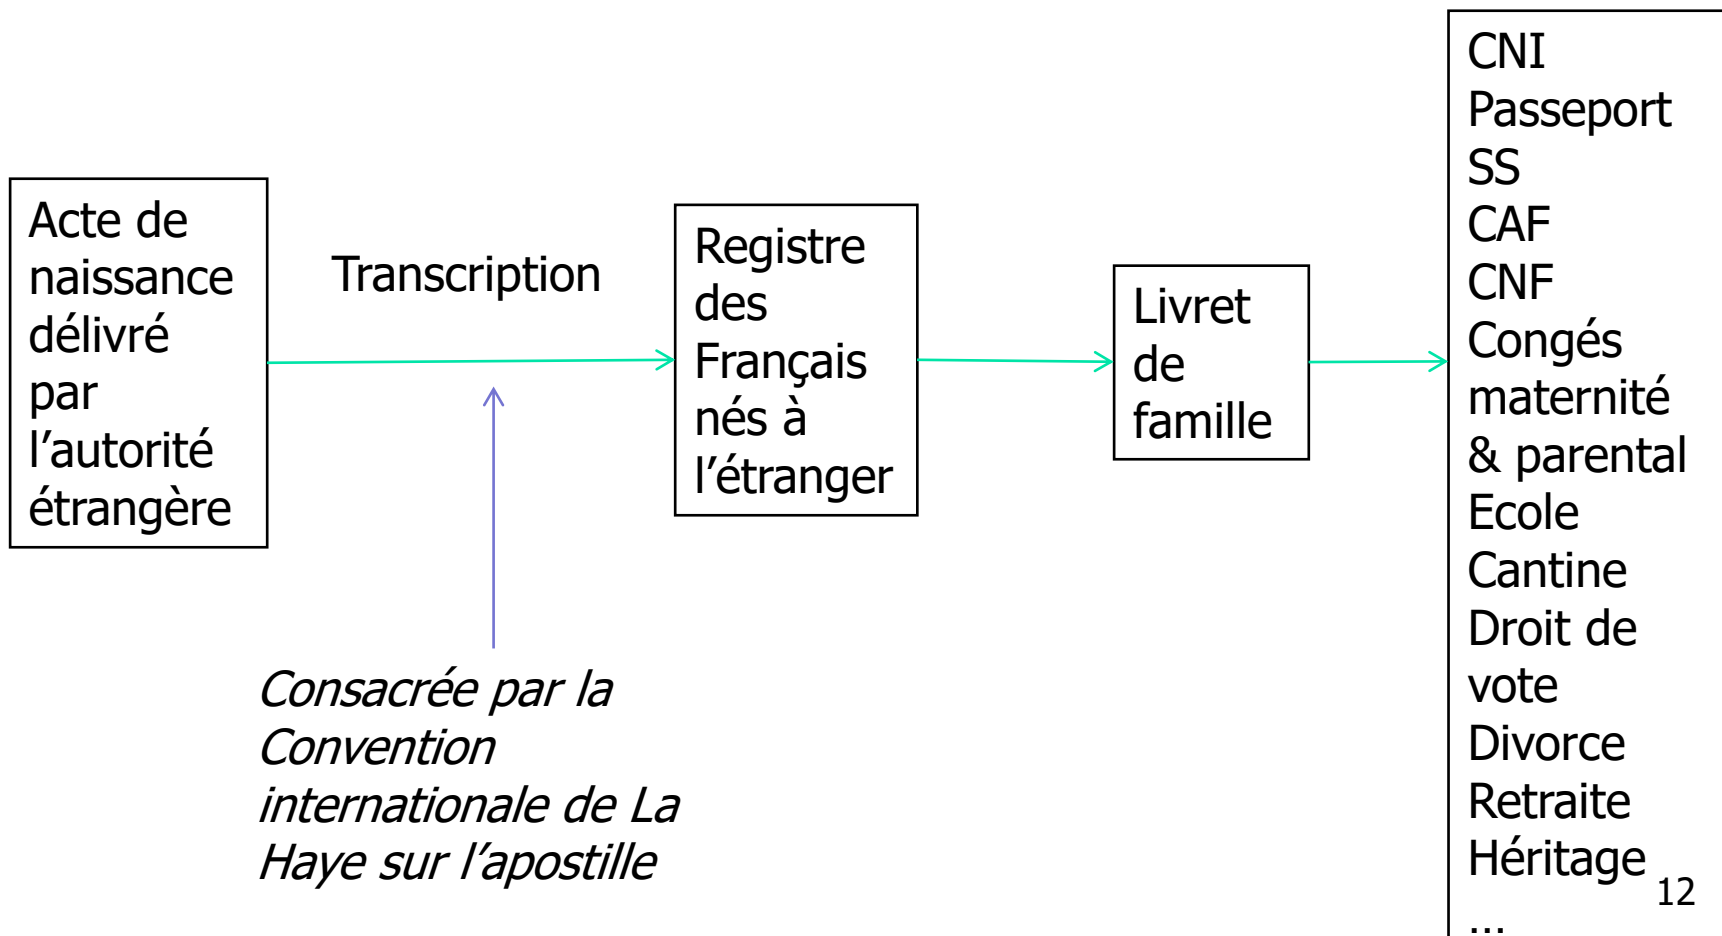 Acte de
naissance
délivré
par
l'autorité
étrangère
Transcription
Consacrée par la
Convention
internationale de La
Haye sur l'apostille
Registre
des
Français
nés à
l'étranger
Livret
de
famille
CNI
Passeport
SS
CAF
CNF
Congés
maternité
& parental
Ecole
Cantine
Droit de
vote
Divorce
Retraite
Héritage
...
12